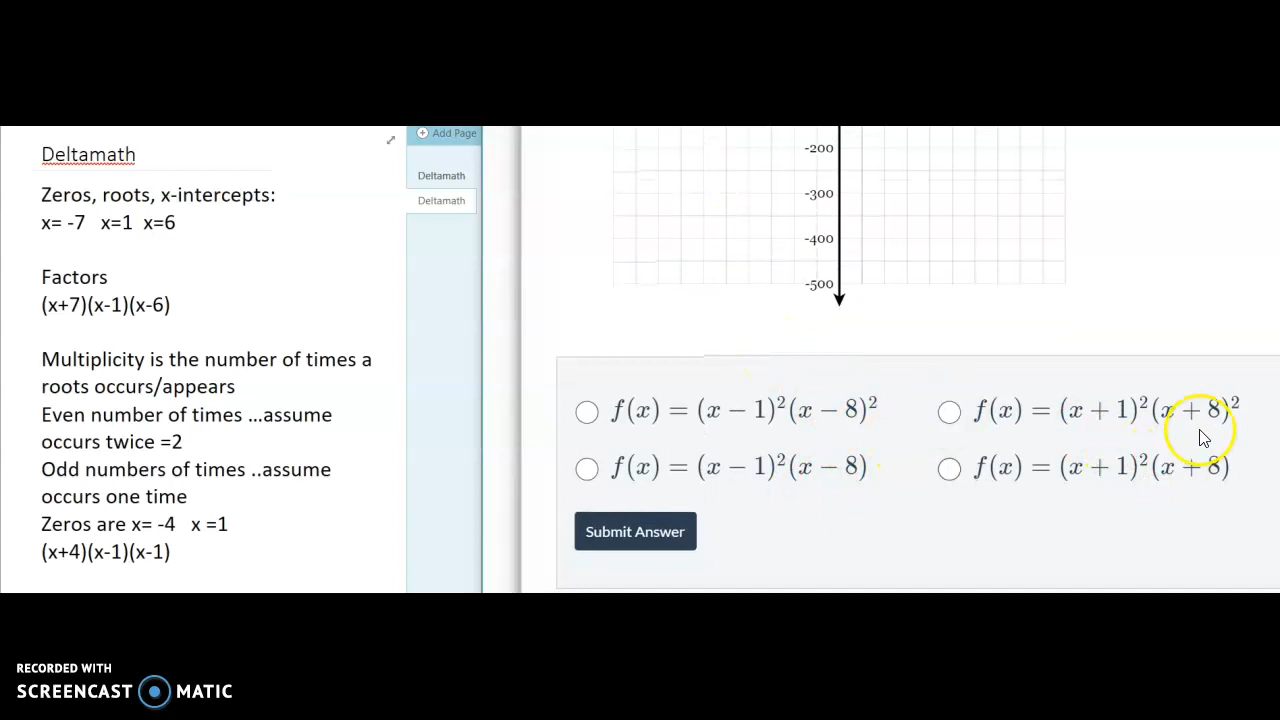 Deltamath
Zeros, roots, x-intercepts:
x= -7 x=1 x=6
Factors
(x+7)(x-1)(x-6)
Multiplicity is the number of times a
roots occurs/appears
Even number of times ...assume
occurs twice =2
Odd numbers of times ..assume
occurs one time
Zeros are x= -4 x =1
(x+4)(x-1)(x-1)
Add Page
Deltamath
Deltamath
-200
-300
-400
-500
f(x) = (x − 1)²(x − 8)²
f(x) = (x + 1)²(x + 8)²
f(x) = (x − 1)²(x − 8)
f(x) = (x + 1)²(x + 8)
Submit Answer
RECORDED WITH
SCREENCAST MATIC